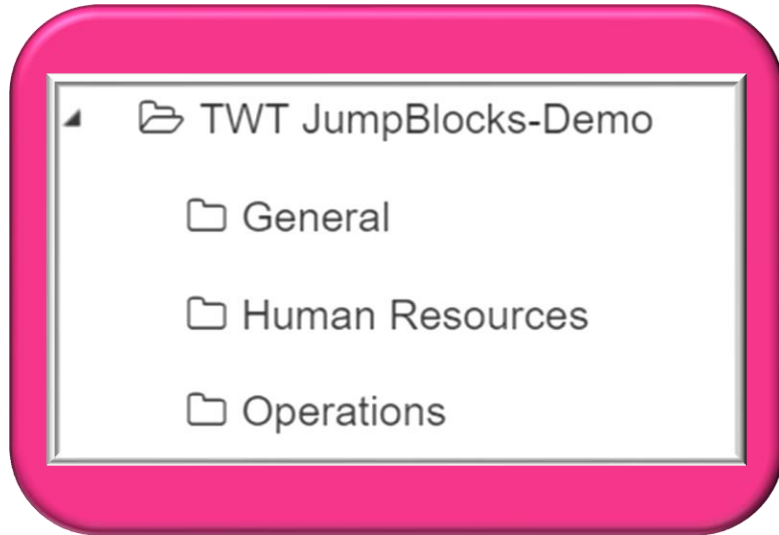 TWT JumpBlocks-Demo
General
Human Resources
Operations